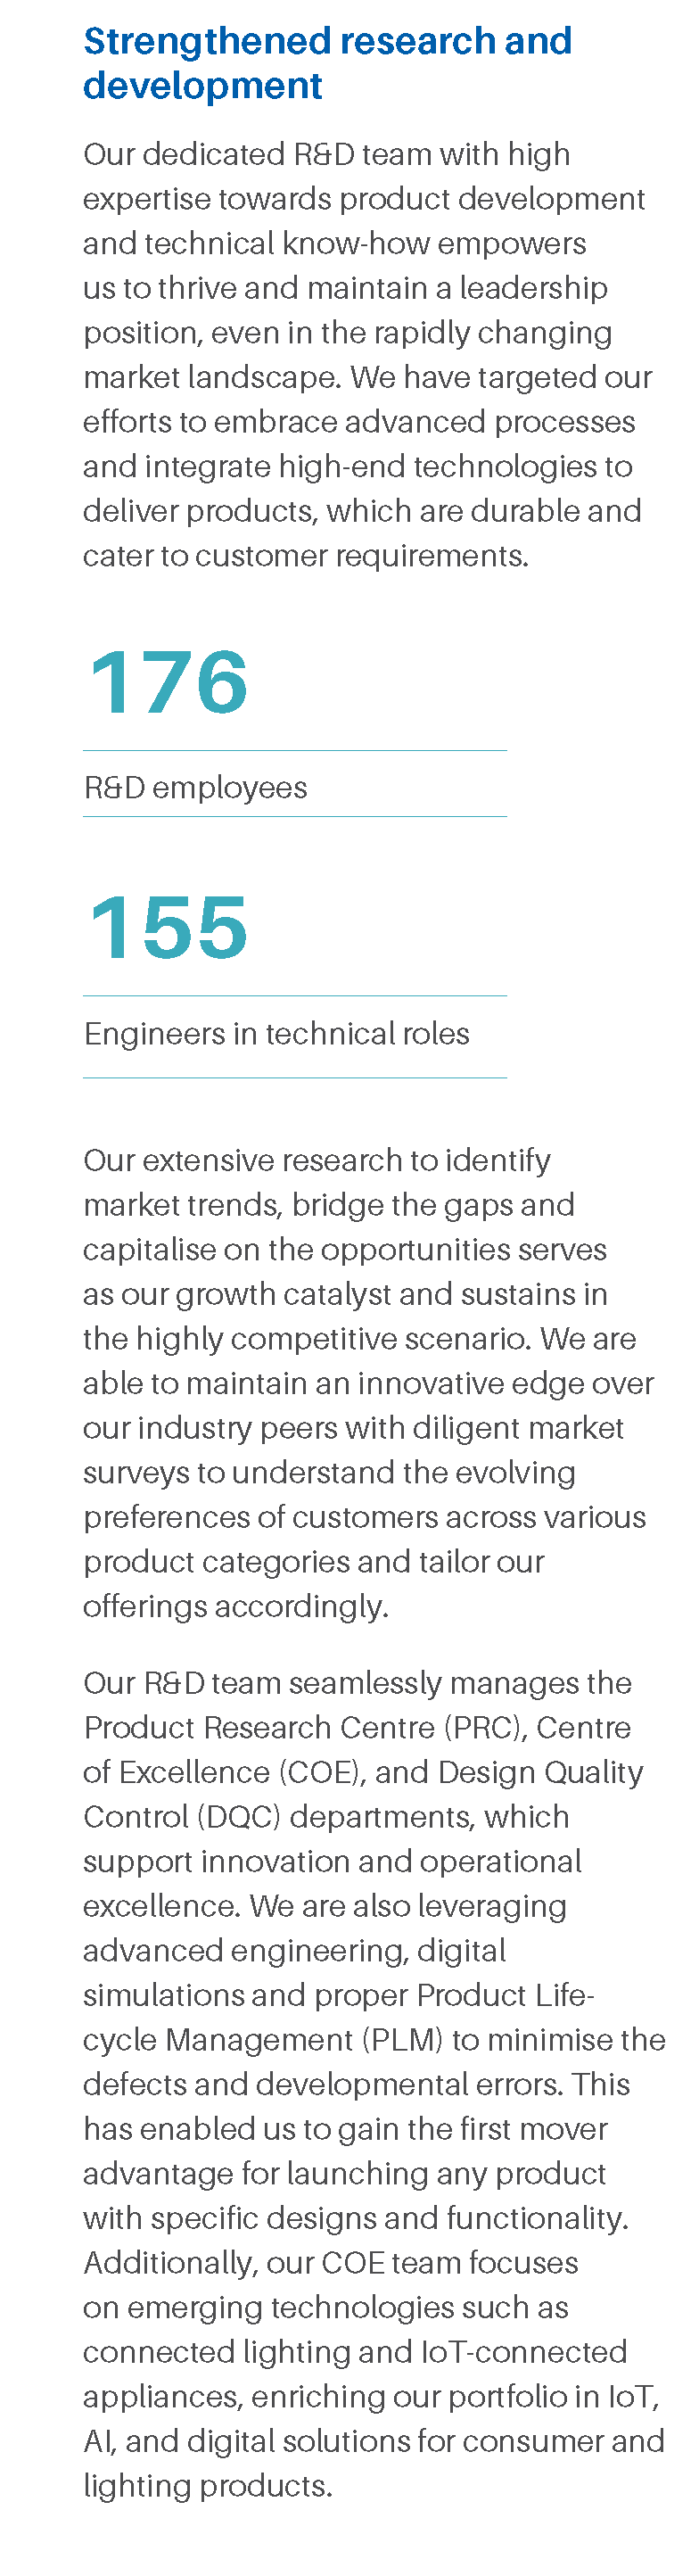 Strengthened research and
development
Our dedicated R&D team with high
expertise towards product development
and technical know-how empowers
us to thrive and maintain a leadership
position, even in the rapidly changing
market landscape. We have targeted our
efforts to embrace advanced processes
and integrate high-end technologies to
deliver products, which are durable and
cater to customer requirements.
176
R&D employees
155
Engineers in technical roles
Our extensive research to identify
market trends, bridge the gaps and
capitalise on the opportunities serves
as our growth catalyst and sustains in
the highly competitive scenario. We are
able to maintain an innovative edge over
our industry peers with diligent market
surveys to understand the evolving
preferences of customers across various
product categories and tailor our
offerings accordingly.
Our R&D team seamlessly manages the
Product Research Centre (PRC), Centre
of Excellence (COE), and Design Quality
Control (DQC) departments, which
support innovation and operational
excellence. We are also leveraging
advanced engineering, digital
simulations and proper Product Life-
cycle Management (PLM) to minimise the
defects and developmental errors. This
has enabled us to gain the first mover
advantage for launching any product
with specific designs and functionality.
Additionally, our COE team focuses
on emerging technologies such as
connected lighting and IoT-connected
appliances, enriching our portfolio in IoT,
AI, and digital solutions for consumer and
lighting products.